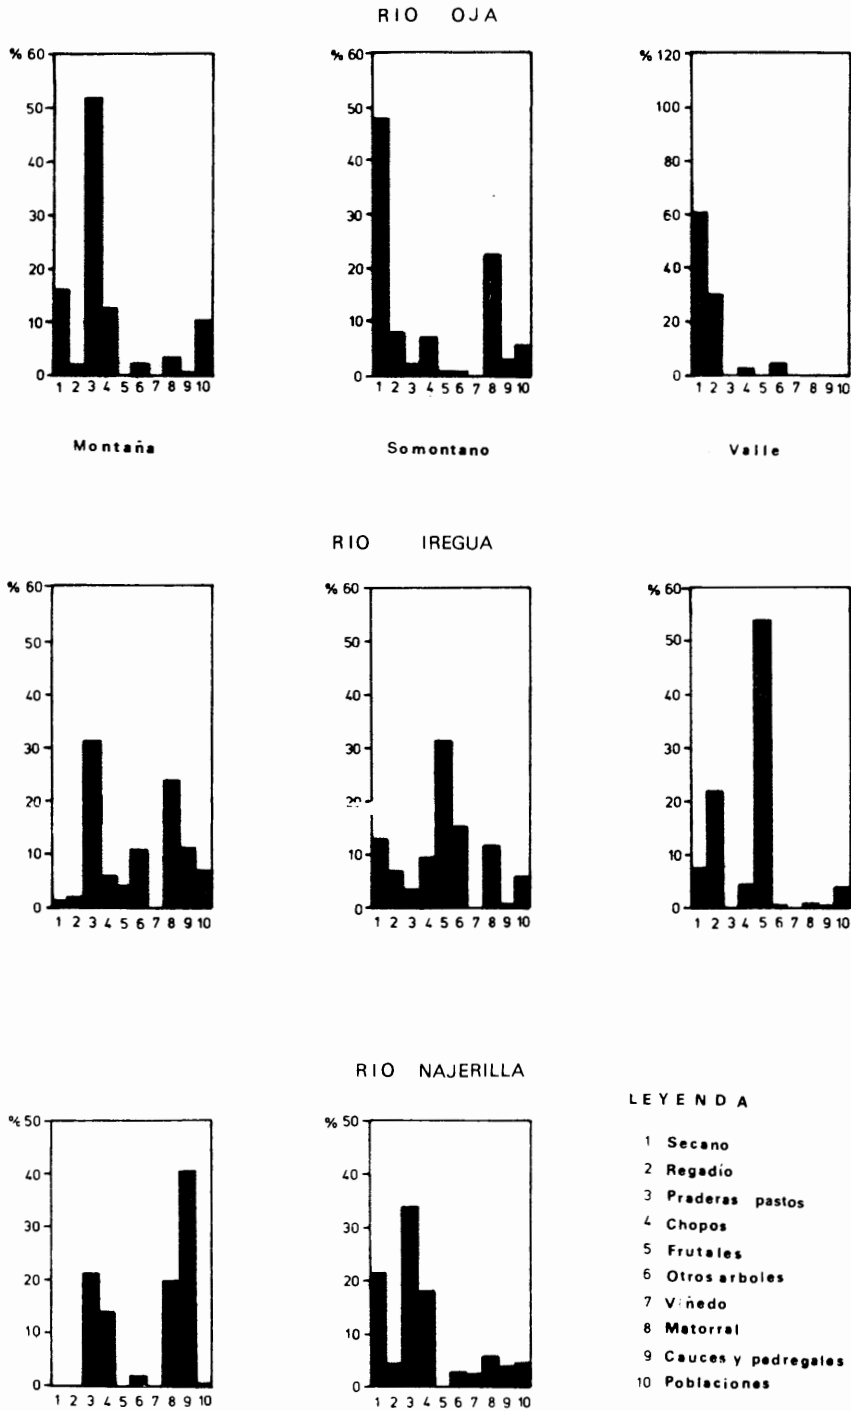 RIO OJA
% 60 50 40 30 20 10 0
% 60 50 40 30 20 10 0
% 120 100 80 60 40 20 0
1 2 3 4 5 6 7 8 9 10
1 2 3 4 5 6 7 8 9 10
1 2 3 4 5 6 7 8 9 10
Montaña
Somontano
Valle
RIO IREGUA
% 60 50 40 30 20 10 0
% 60 50 40 30 20 10 0
% 60 50 40 30 20 10 0
1 2 3 4 5 6 7 8 9 10
1 2 3 4 5 6 7 8 9 10
1 2 3 4 5 6 7 8 9 10
RIO NAJERILLA
% 50 40 30 20 10 0
% 50 40 30 20 10 0
1 2 3 4 5 6 7 8 9 10
1 2 3 4 5 6 7 8 9 10
LEYENDA
1 Secano
2 Regadío
3 Praderas pastos
4 Chopos
5 Frutales
6 Otros arboles
7 Viñedo
8 Matorral
9 Cauces y pedregales
10 Poblaciones